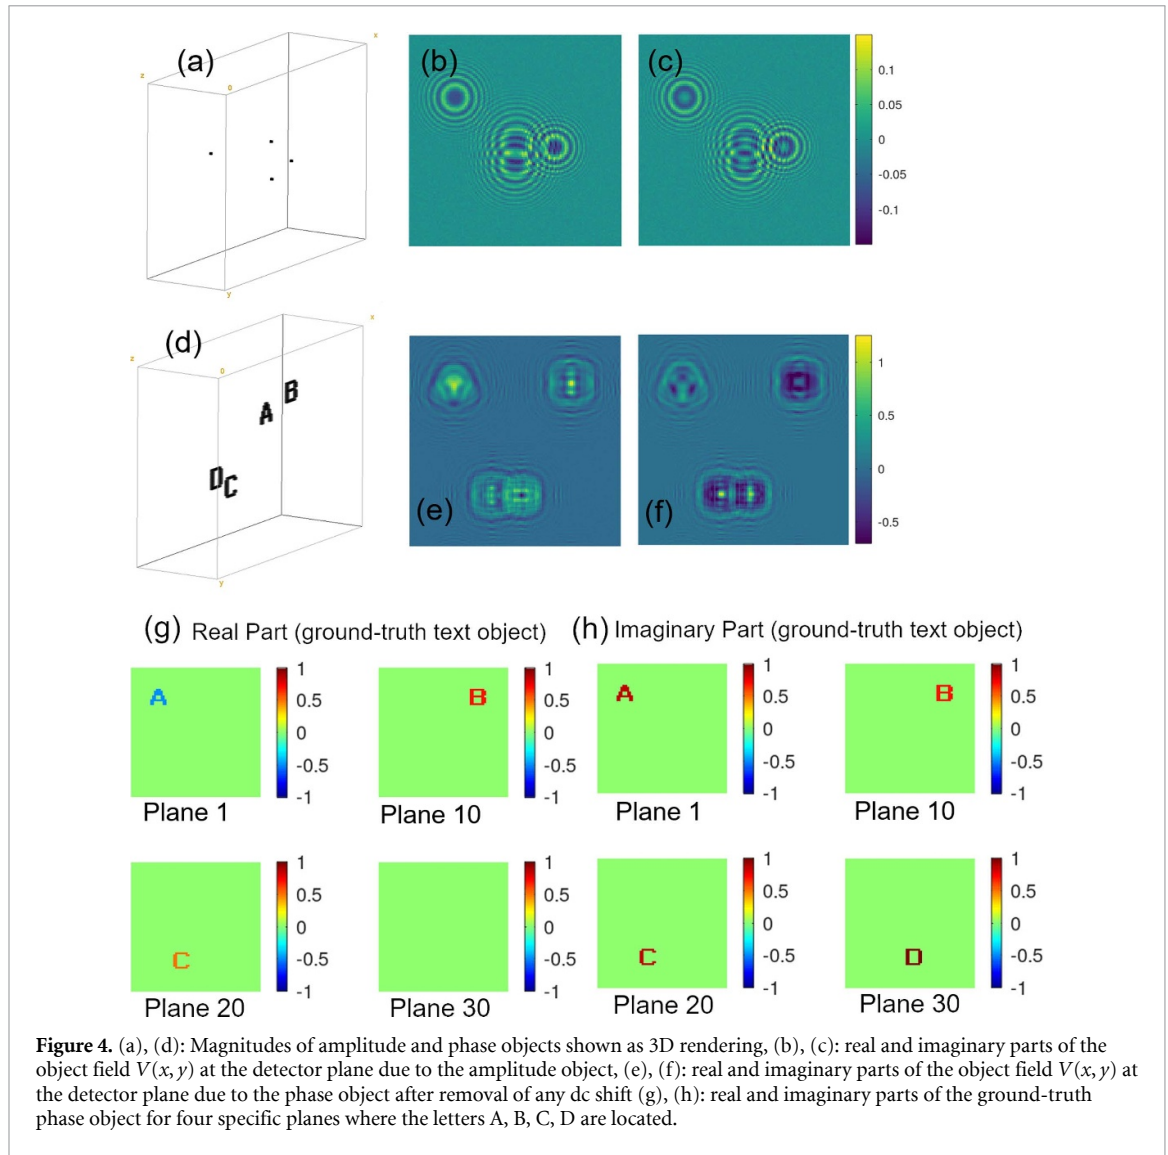 (a)
x
z
0
y
(b)
(c)
0.1
0.05
0
-0.05
-0.1
(d)
x
z
0
B
A
D
C
y
(e)
(f)
1
0.5
0
-0.5
(g) Real Part (ground-truth text object)
(h) Imaginary Part (ground-truth text object)
A
1
0.5
0
-0.5
-1
Plane 1
B
1
0.5
0
-0.5
-1
Plane 10
A
1
0.5
0
-0.5
-1
Plane 1
B
1
0.5
0
-0.5
-1
Plane 10
C
1
0.5
0
-0.5
-1
Plane 20
1
0.5
0
-0.5
-1
Plane 30
C
1
0.5
0
-0.5
-1
Plane 20
D
1
0.5
0
-0.5
-1
Plane 30
Figure 4. (a), (d): Magnitudes of amplitude and phase objects shown as 3D rendering, (b), (c): real and imaginary parts of the
object field V(x, y) at the detector plane due to the amplitude object, (e), (f): real and imaginary parts of the object field V(x, y) at
the detector plane due to the phase object after removal of any dc shift (g), (h): real and imaginary parts of the ground-truth
phase object for four specific planes where the letters A, B, C, D are located.